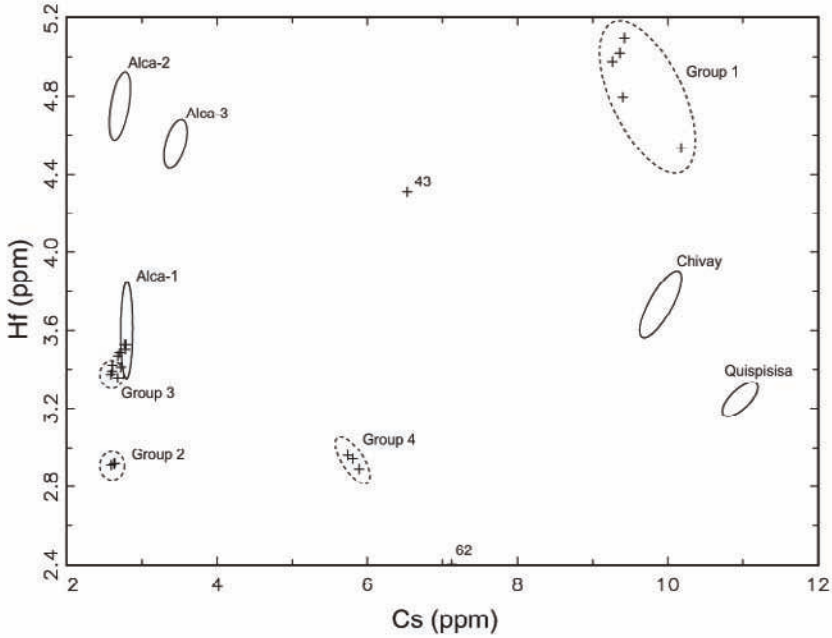 5.2
4.8
4.4
4.0
3.6
3.2
2.8
2.4
Hf (ppm)
Alca-2
Alca-3
Group 1
43
Alca-1
Chivay
Group 3
Quispisisa
Group 2
Group 4
62
2 4 6 8 10 12
Cs (ppm)